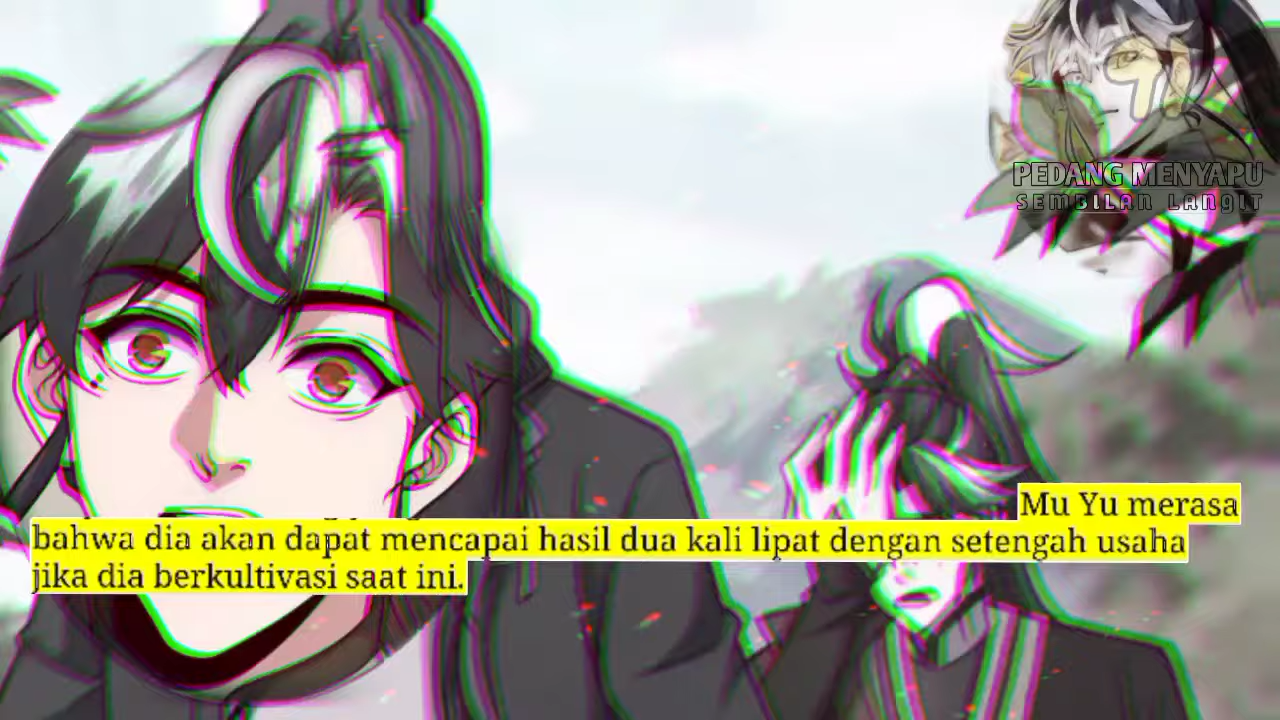 PEDANG MENYAPU
SEMBILAN LANGIT
Mu Yu merasa
bahwa dia akan dapat mencapai hasil dua kali lipat dengan setengah usaha
jika dia berkultivasi saat ini.